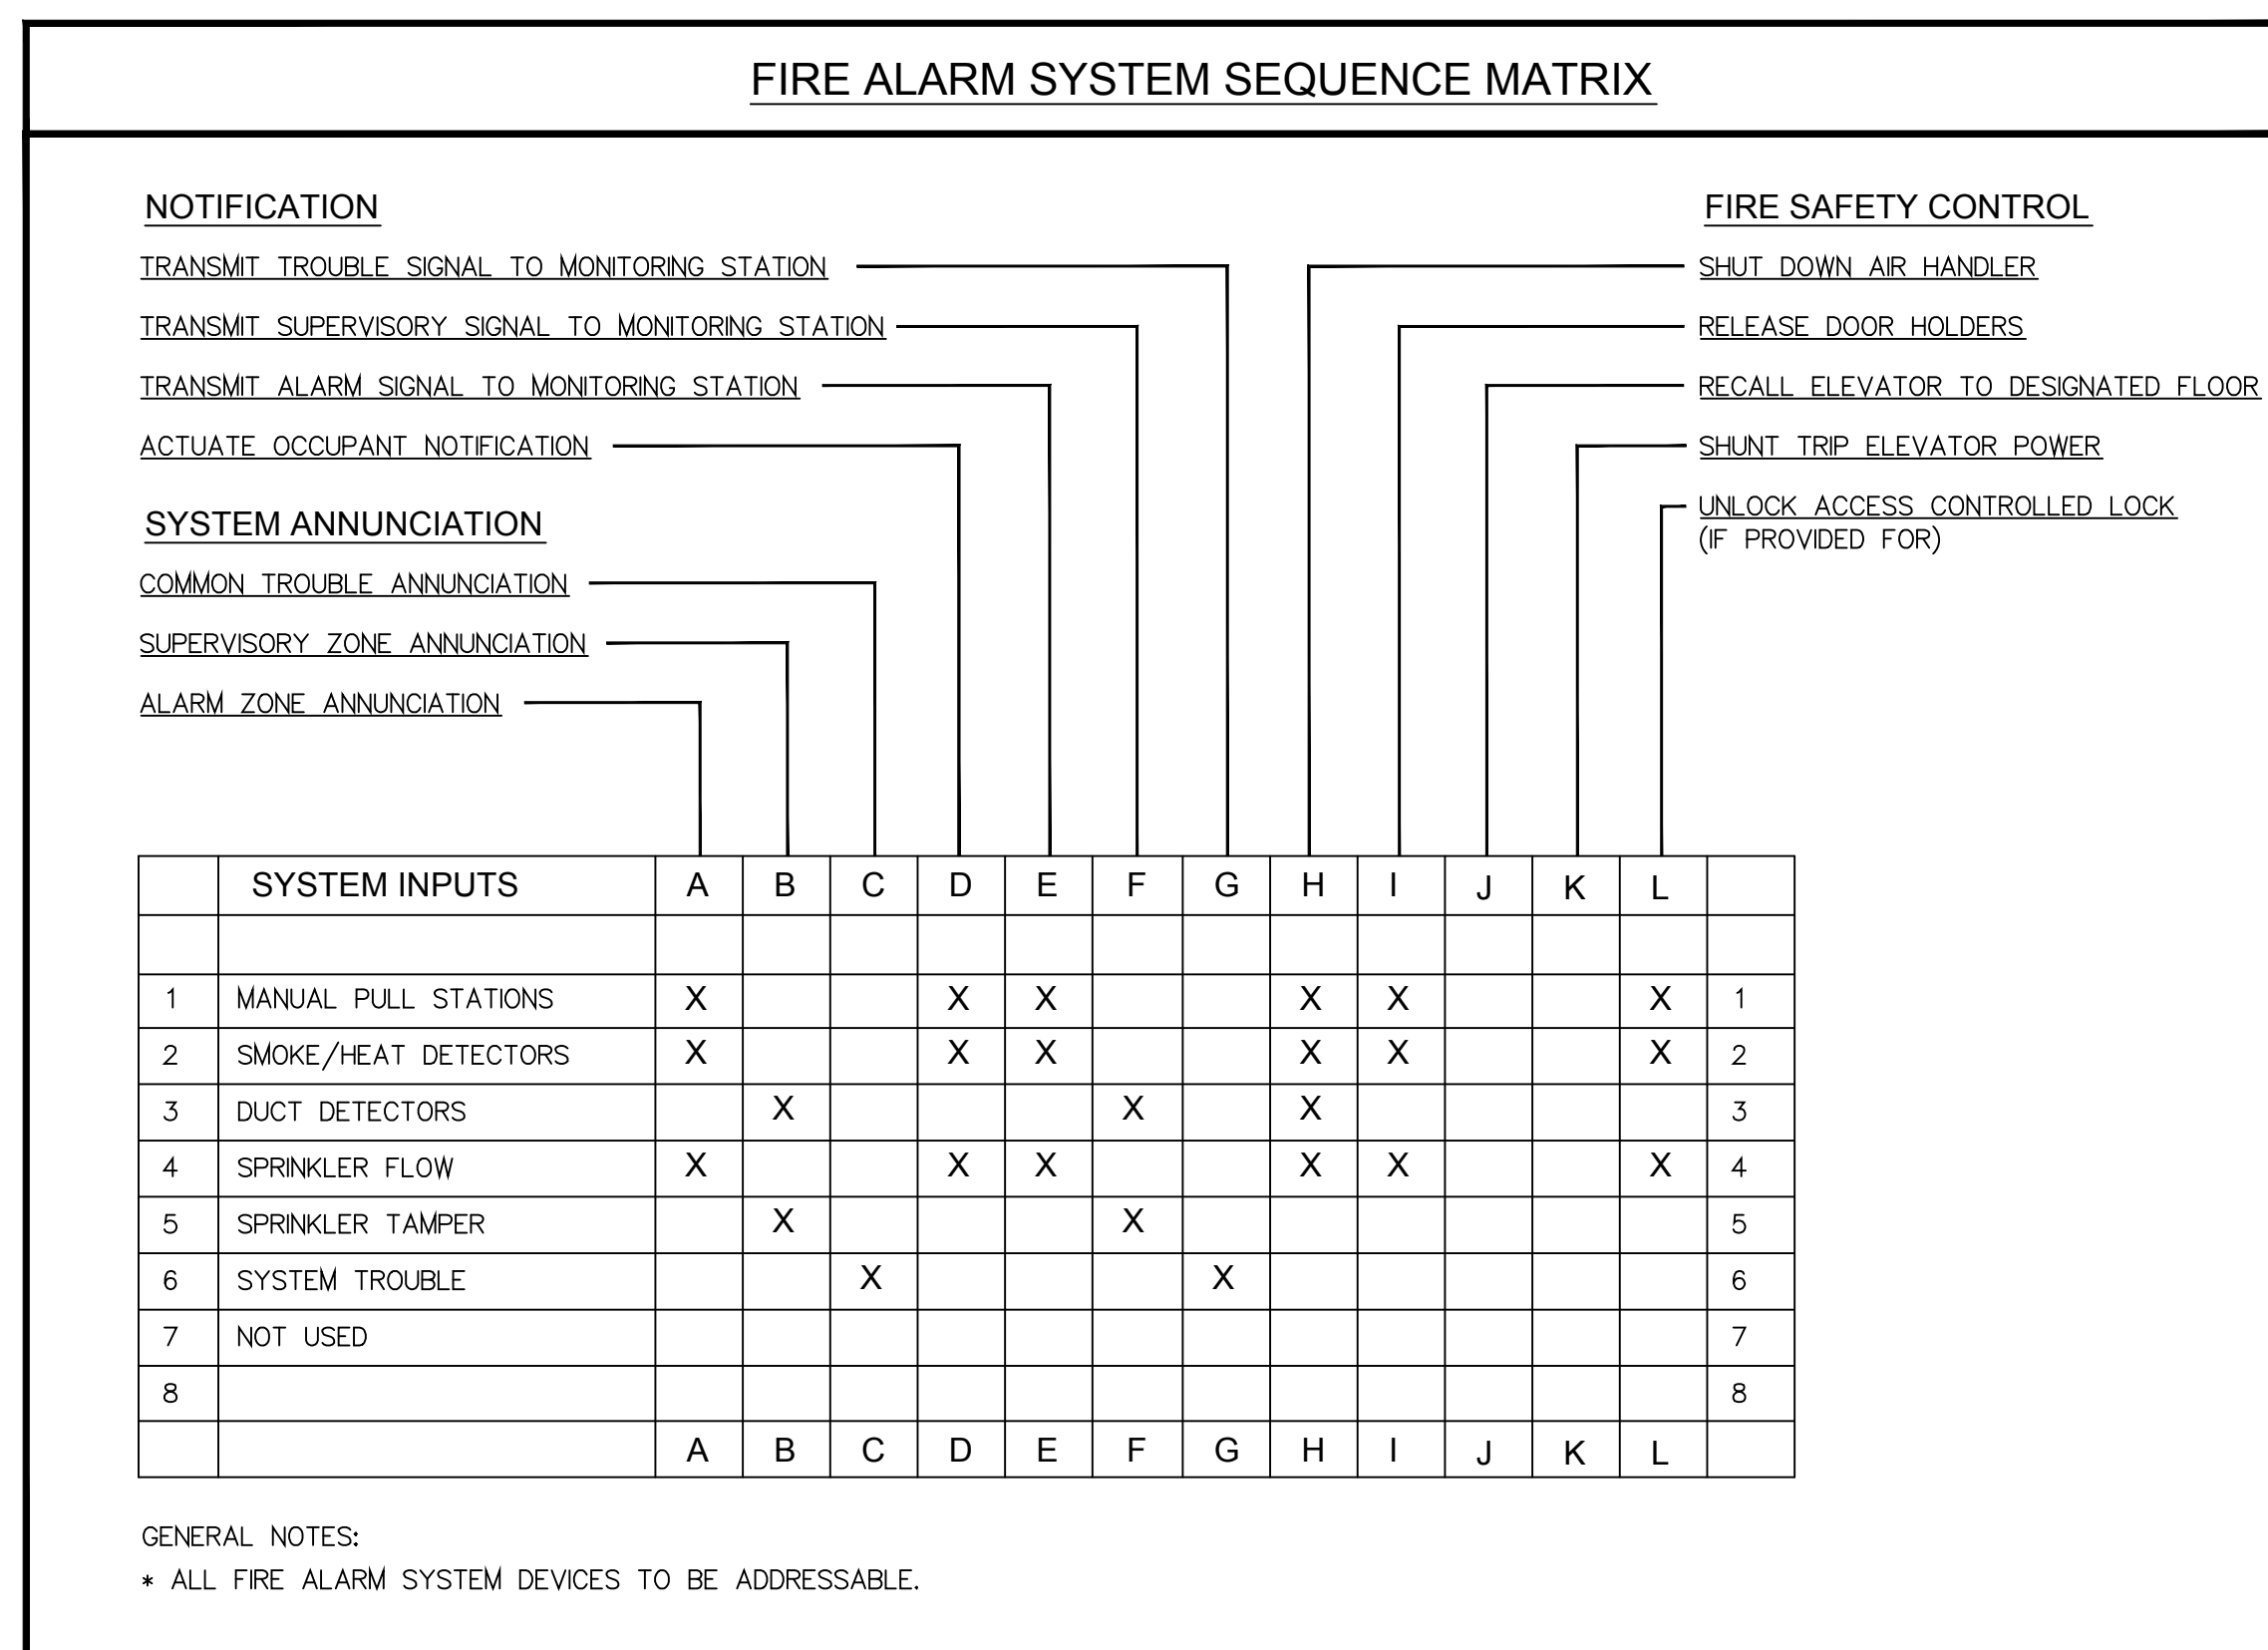 FIRE ALARM SYSTEM SEQUENCE MATRIX
NOTIFICATION
TRANSMIT TROUBLE SIGNAL TO MONITORING STATION
TRANSMIT SUPERVISORY SIGNAL TO MONITORING STATION
TRANSMIT ALARM SIGNAL TO MONITORING STATION
ACTUATE OCCUPANT NOTIFICATION
SYSTEM ANNUNCIATION
COMMON TROUBLE ANNUNCIATION
SUPERVISORY ZONE ANNUNCIATION
ALARM ZONE ANNUNCIATION
FIRE SAFETY CONTROL
SHUT DOWN AIR HANDLER
RELEASE DOOR HOLDERS
RECALL ELEVATOR TO DESIGNATED FLOOR
SHUNT TRIP ELEVATOR POWER
UNLOCK ACCESS CONTROLLED LOCK
(IF PROVIDED FOR)
SYSTEM INPUTS A B C D E F G H I J K L
1 MANUAL PULL STATIONS X X X X X X 1
2 SMOKE/HEAT DETECTORS X X X X X X 2
3 DUCT DETECTORS X X X 3
4 SPRINKLER FLOW X X X X X X 4
5 SPRINKLER TAMPER X X 5
6 SYSTEM TROUBLE X X 6
7 NOT USED 7
8 8
A B C D E F G H I J K L
GENERAL NOTES:
* ALL FIRE ALARM SYSTEM DEVICES TO BE ADDRESSABLE.